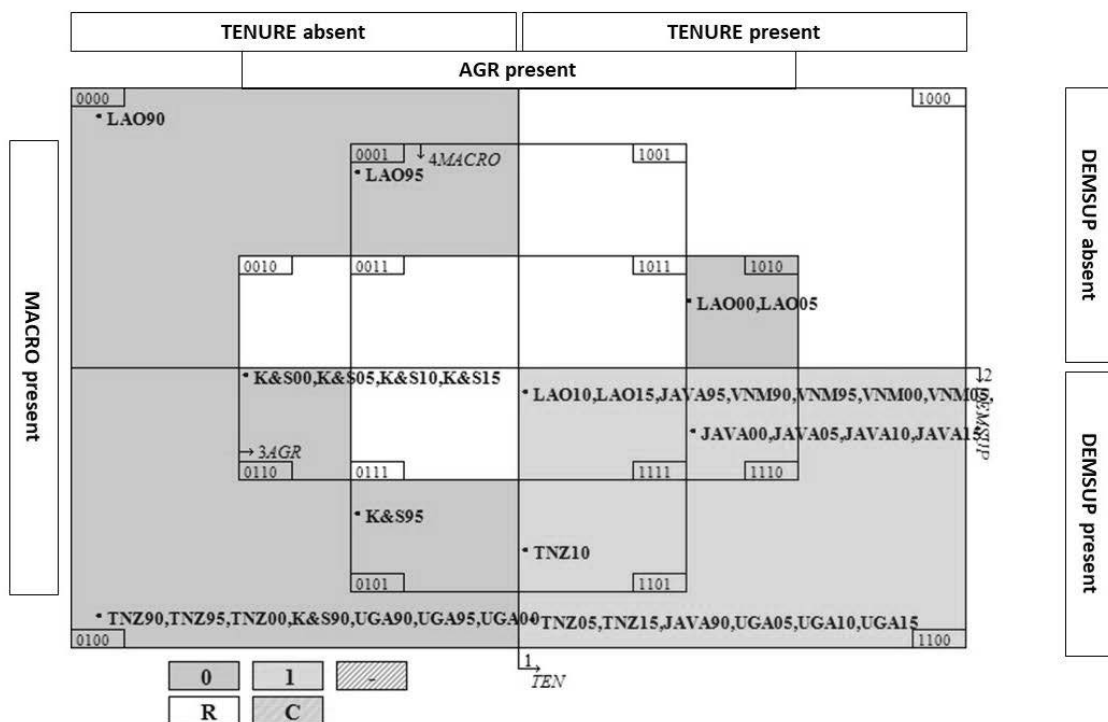 TENURE absent TENURE present
AGR present
0000 1000
LAO90
0001 4MACRO 1001
LAO95
0010 0011 1011 1010
LAO00,LAO05
K&S00,K&S05,K&S10,K&S15
2
LAO10,LAO15,JAVA95,VNM90,VNM95,VNM00,VNM05,
JAVA00,JAVA05,JAVA10,JAVA15
3AGR
0110 0111 1111 1110
K&S95
TNZ10
0101 1101
TNZ90,TNZ95,TNZ00,K&S90,UGA90,UGA95,UGA00
TNZ05,TNZ15,JAVA90,UGA05,UGA10,UGA15
0100 1100
1
TEN
0 1 -
R C
MACRO present
DEMSUP absent
DEMSUP present